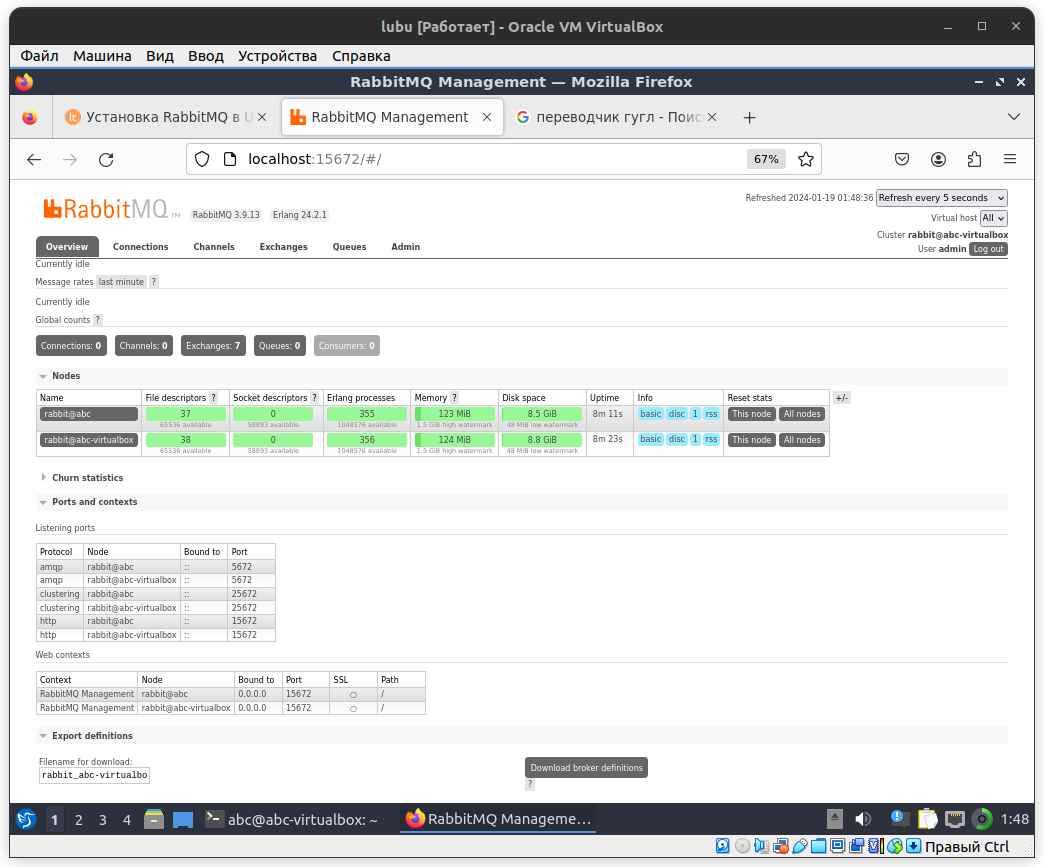 lubu [Работает] - Oracle VM VirtualBox
Файл Машина Вид Ввод Устройства Справка
RabbitMQ Management — Mozilla Firefox
Установка RabbitMQ в U RabbitMQ Management переводчик гугл - Поис
localhost:15672/#/ 67%
RabbitMQ TM RabbitMQ 3.9.13 Erlang 24.2.1
Refreshed 2024-01-19 01:48:36 Refresh every 5 seconds
Virtual host All
Cluster rabbit@abc-virtualbox
User admin Log out
Overview Connections Channels Exchanges Queues Admin
Currently idle
Message rates last minute ?
Currently idle
Global counts ?
Connections: 0 Channels: 0 Exchanges: 7 Queues: 0 Consumers: 0
Nodes
Name File descriptors ? Socket descriptors ? Erlang processes Memory ? Disk space Uptime Info Reset stats +/-
rabbit@abc 37 0 355 123 MiB 8.5 GiB 8m 11s basic disc 1 rss This node All nodes
65536 available 58893 available 1048576 available 1.5 GiB high watermark 48 MiB low watermark
rabbit@abc-virtualbox 38 0 356 124 MiB 8.8 GiB 8m 23s basic disc 1 rss This node All nodes
65536 available 58893 available 1048576 available 1.5 GiB high watermark 48 MiB low watermark
Churn statistics
Ports and contexts
Listening ports
Protocol Node Bound to Port
amqp rabbit@abc :: 5672
amqp rabbit@abc-virtualbox :: 5672
clustering rabbit@abc :: 25672
clustering rabbit@abc-virtualbox :: 25672
http rabbit@abc :: 15672
http rabbit@abc-virtualbox :: 15672
Web contexts
Context Node Bound to Port SSL Path
RabbitMQ Management rabbit@abc 0.0.0.0 15672 ○ /
RabbitMQ Management rabbit@abc-virtualbox 0.0.0.0 15672 ○ /
Export definitions
Filename for download:
rabbit_abc-virtualbo
Download broker definitions
?
1 2 3 4 abc@abc-virtualbox: ~ RabbitMQ Manageme... 1:48
Правый Ctrl